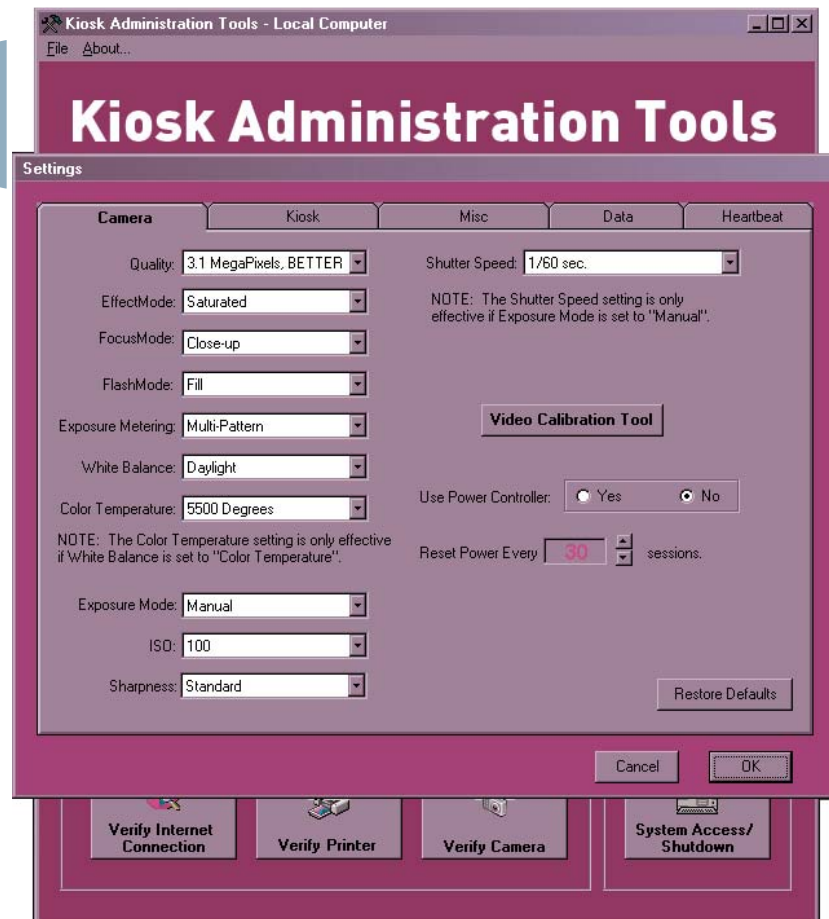 Kiosk Administration Tools - Local Computer
File About...
Kiosk Administration Tools
Settings
Camera Kiosk Misc Data Heartbeat
Quality: 3.1 MegaPixels, BETTER
Shutter Speed: 1/60 sec.
EffectMode: Saturated
NOTE: The Shutter Speed setting is only
effective if Exposure Mode is set to "Manual".
FocusMode: Close-up
FlashMode: Fill
Exposure Metering: Multi-Pattern
Video Calibration Tool
White Balance: Daylight
Color Temperature: 5500 Degrees
Use Power Controller: Yes No
NOTE: The Color Temperature setting is only effective
if White Balance is set to "Color Temperature".
Reset Power Every 30 sessions.
Exposure Mode: Manual
ISO: 100
Sharpness: Standard
Restore Defaults
Cancel OK
Verify Internet
Connection
Verify Printer
Verify Camera
System Access/
Shutdown